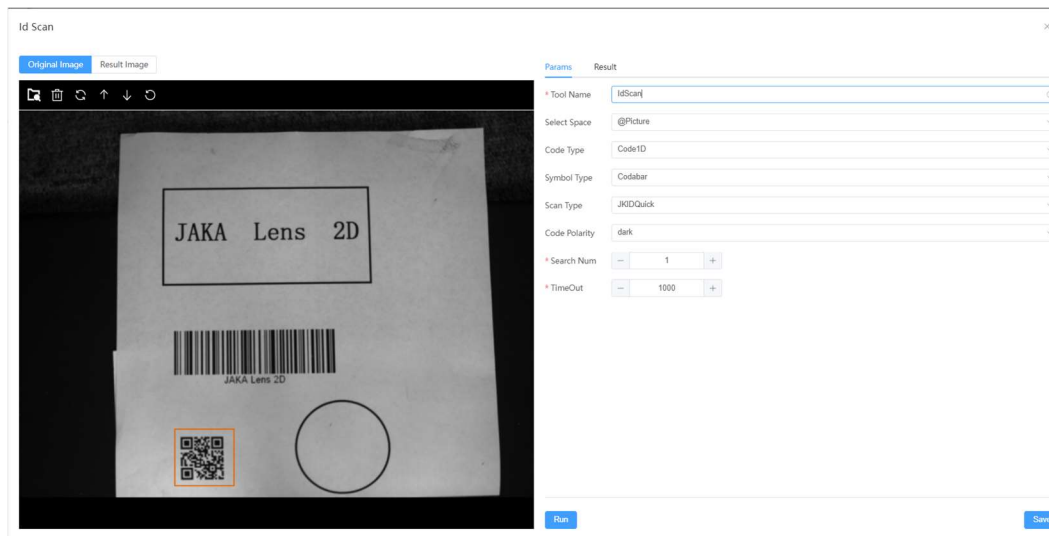 Id Scan
Original Image Result Image
Params Result
* Tool Name IdScan
Select Space @Picture
Code Type Code1D
Symbol Type Codabar
Scan Type JKIDQuick
Code Polarity dark
* Search Num − 1 +
* TimeOut − 1000 +
JAKA Lens 2D
JAKA Lens 2D
Run Save